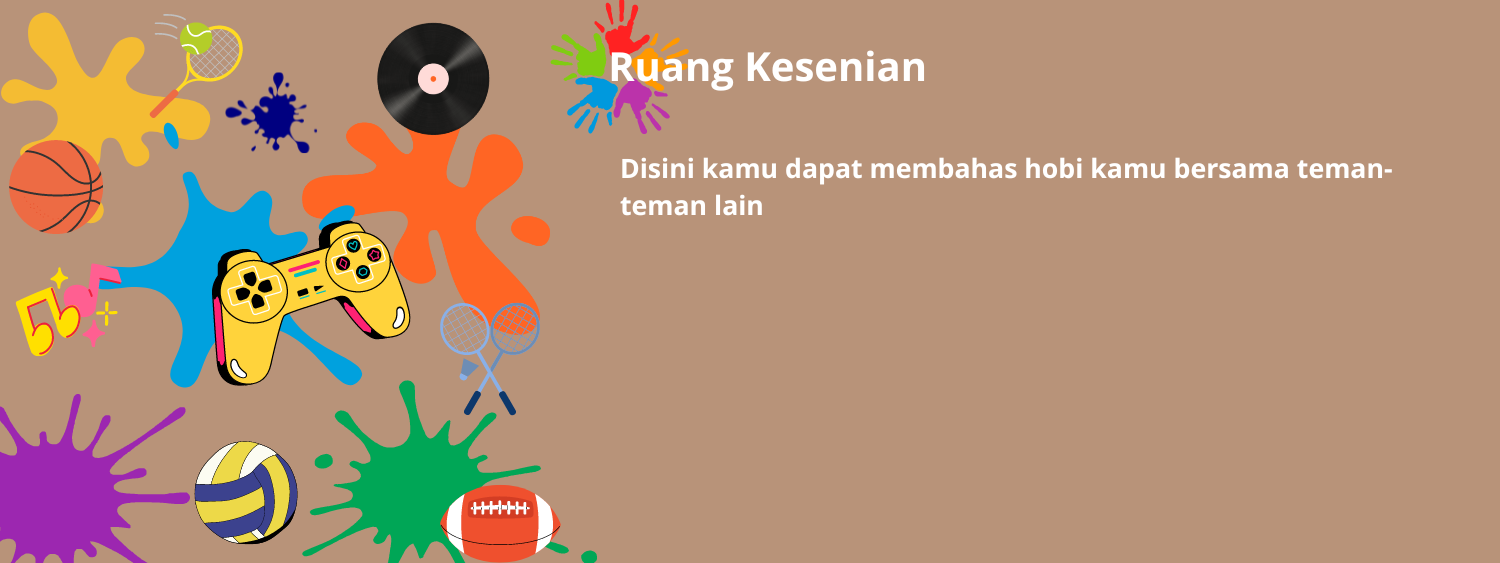 Ruang Kesenian
Disini kamu dapat membahas hobi kamu bersama teman-
teman lain